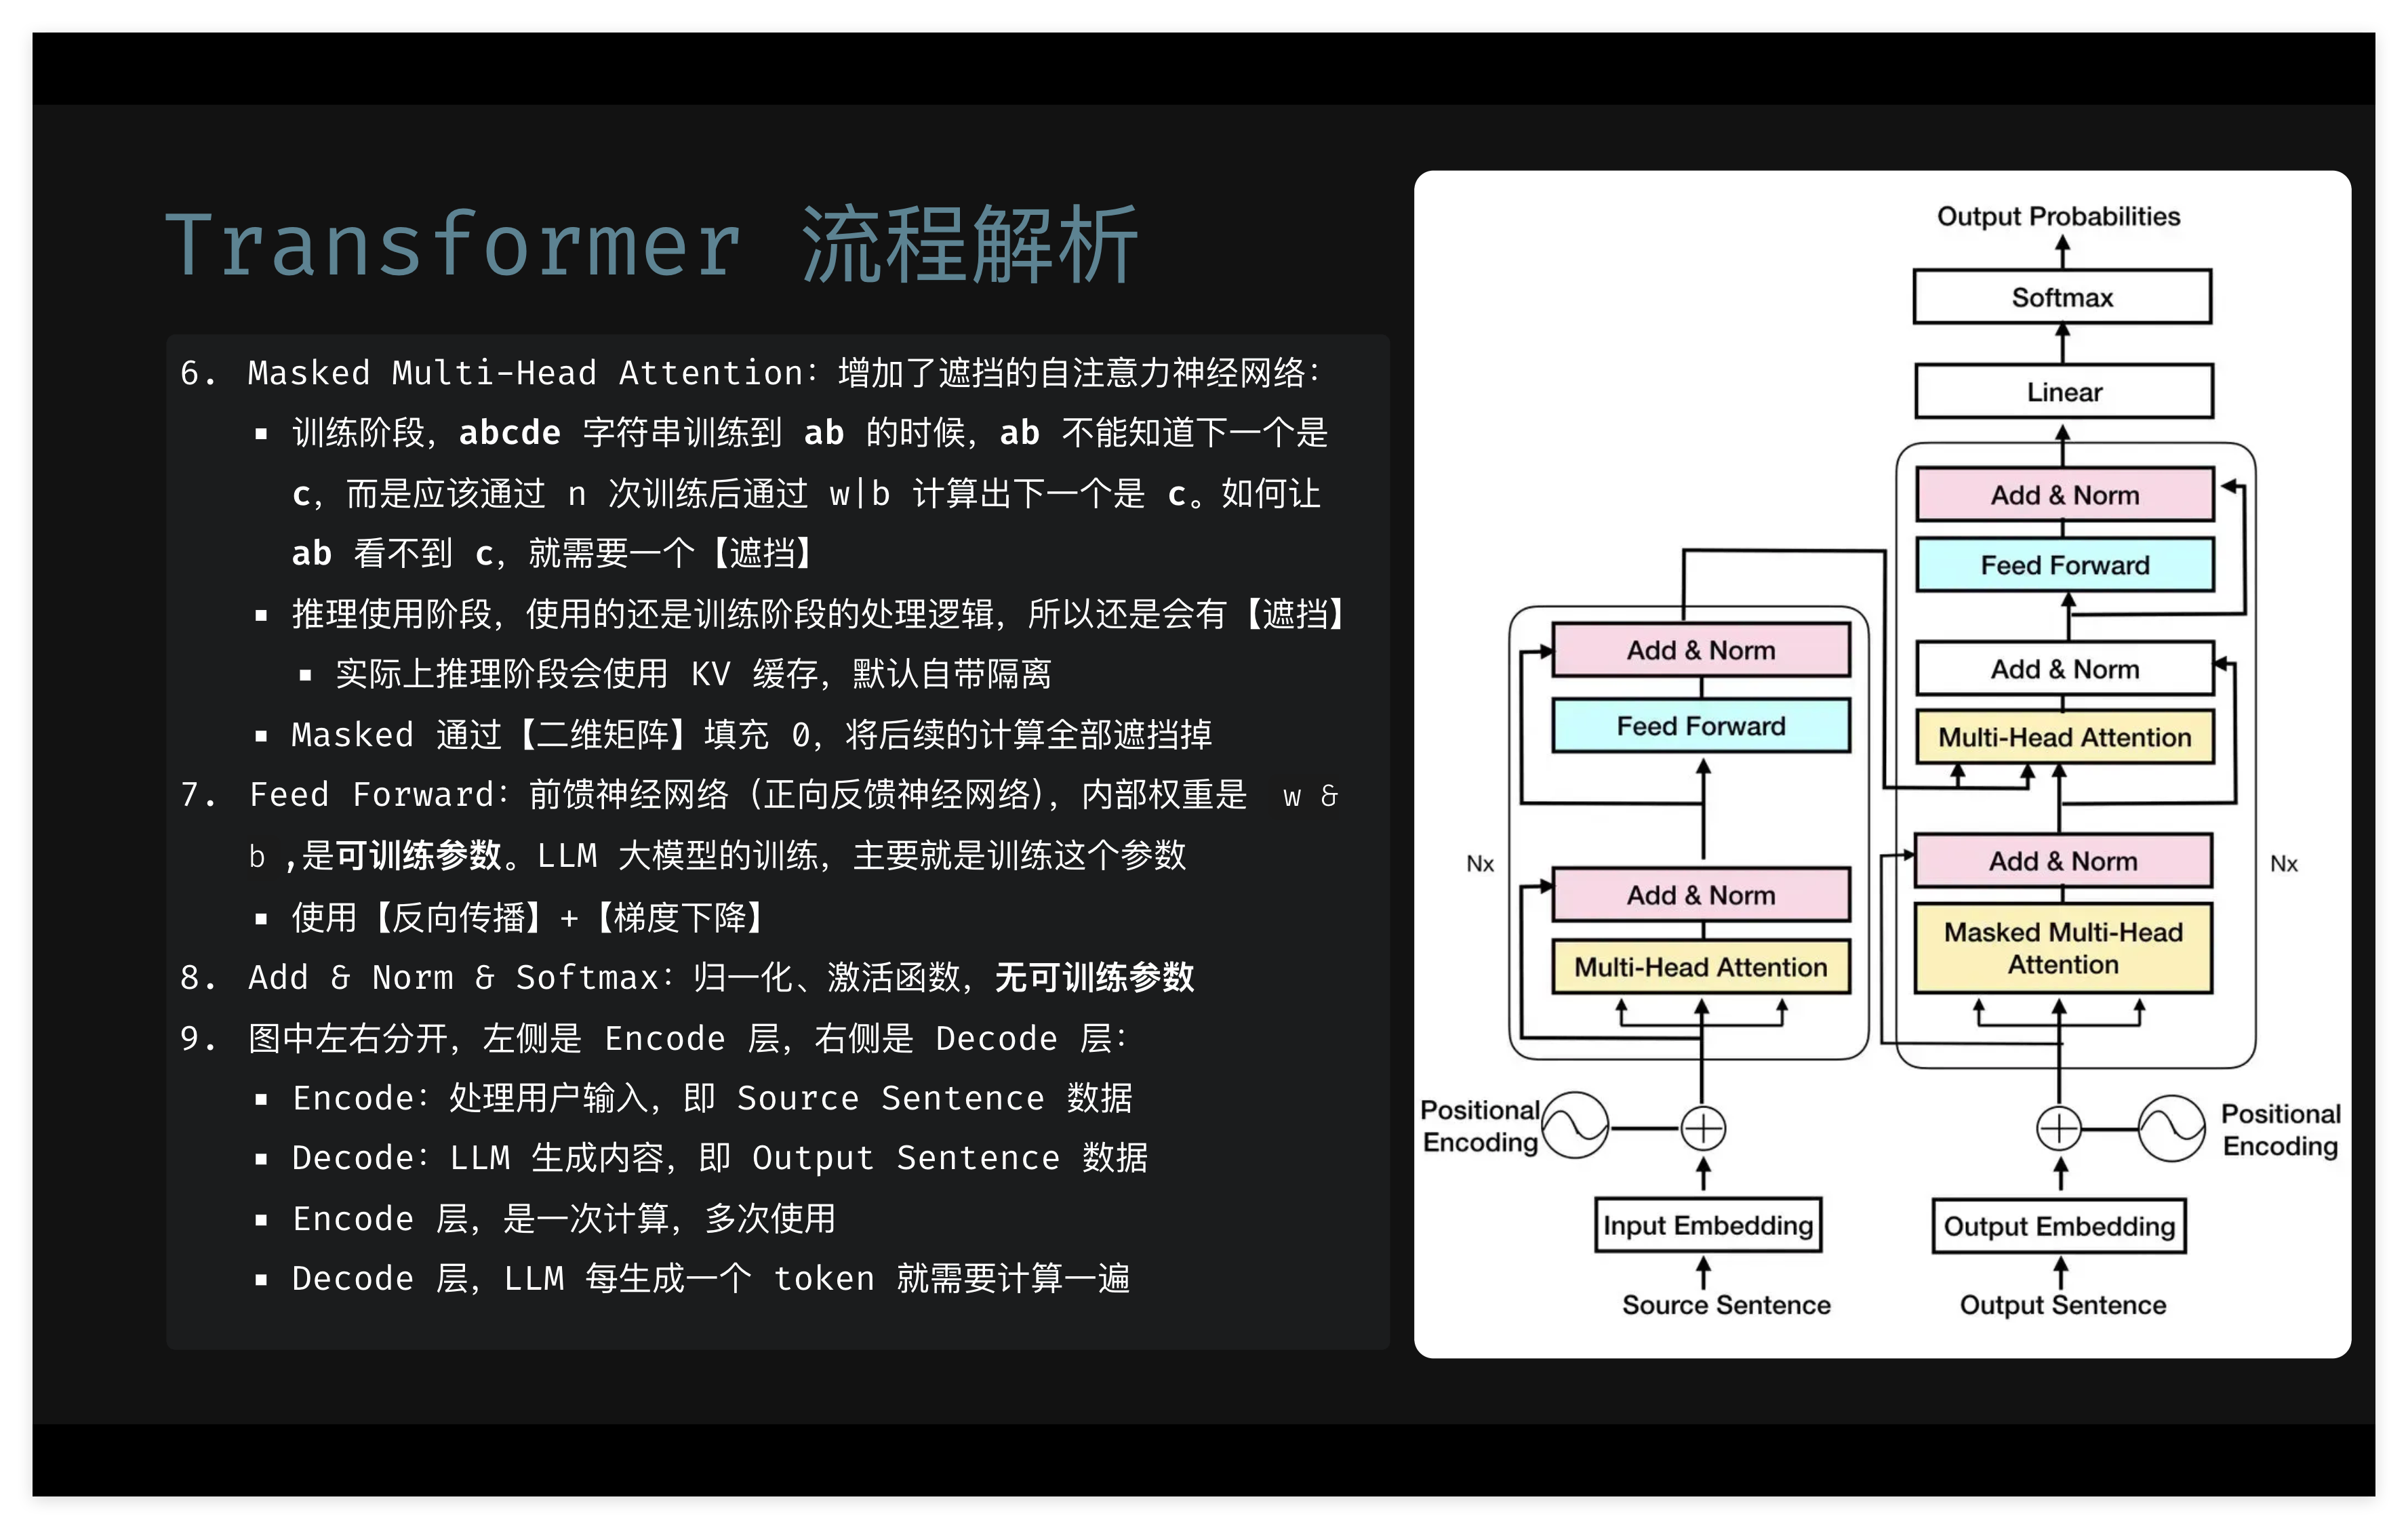 Transformer 流程解析
6. Masked Multi-Head Attention: 增加了遮挡的自注意力神经网络:
▪ 训练阶段, abcde 字符串训练到 ab 的时候, ab 不能知道下一个是
c, 而是应该通过 n 次训练后通过 w|b 计算出下一个是 c。如何让
ab 看不到 c, 就需要一个【遮挡】
▪ 推理使用阶段, 使用的还是训练阶段的处理逻辑, 所以还是会有【遮挡】
▪ 实际上推理阶段会使用 KV 缓存, 默认自带隔离
▪ Masked 通过【二维矩阵】填充 0, 将后续的计算全部遮挡掉
7. Feed Forward: 前馈神经网络 (正向反馈神经网络), 内部权重是 w &
b ,是可训练参数。LLM 大模型的训练, 主要就是训练这个参数
▪ 使用【反向传播】+【梯度下降】
8. Add & Norm & Softmax: 归一化、激活函数, 无可训练参数
9. 图中左右分开, 左侧是 Encode 层, 右侧是 Decode 层:
▪ Encode: 处理用户输入, 即 Source Sentence 数据
▪ Decode: LLM 生成内容, 即 Output Sentence 数据
▪ Encode 层, 是一次计算, 多次使用
▪ Decode 层, LLM 每生成一个 token 就需要计算一遍
Output Probabilities
Softmax
Linear
Add & Norm
Feed Forward
Add & Norm
Multi-Head Attention
Add & Norm
Masked Multi-Head
Attention
Nx
Add & Norm
Feed Forward
Nx
Add & Norm
Multi-Head Attention
Positional
Encoding
Positional
Encoding
Input Embedding
Output Embedding
Source Sentence
Output Sentence